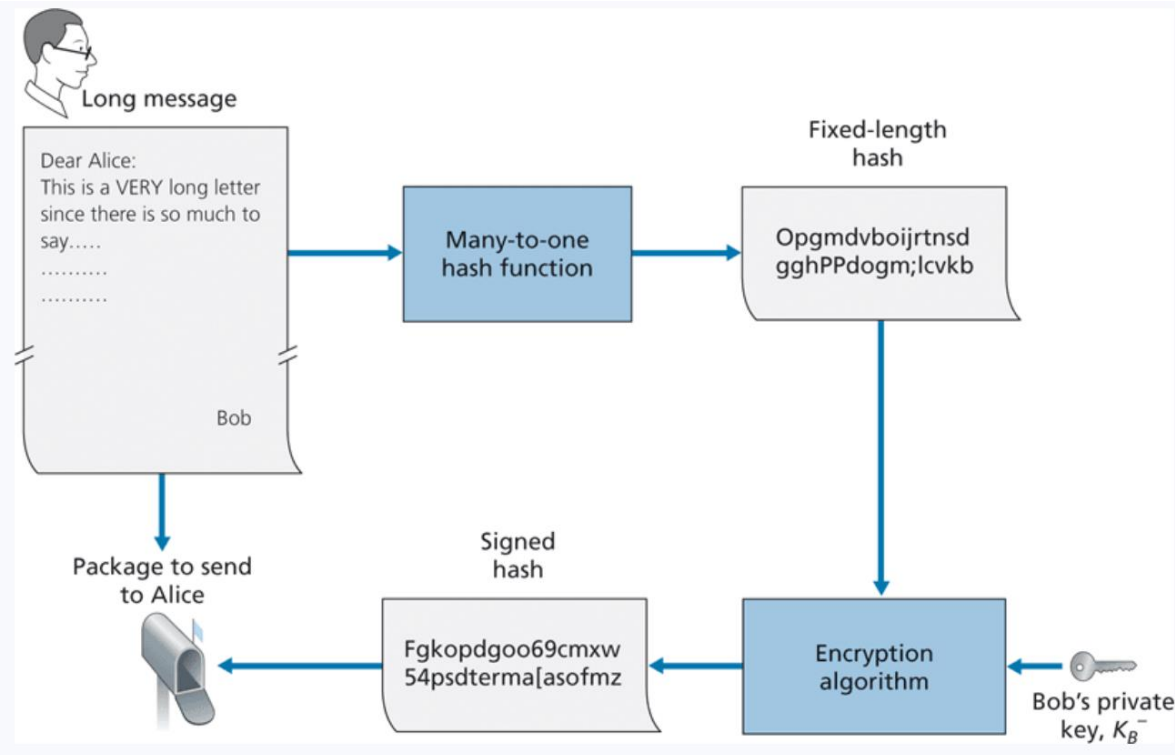 Long message
Dear Alice:
This is a VERY long letter
since there is so much to
say.....
..........
..........
Bob
Many-to-one
hash function
Fixed-length
hash
Opgmdvboijrtnsd
gghPPdogm;lcvkb
Package to send
to Alice
Signed
hash
Fgkopdgoo69cmxw
54psdterma[asofmz
Encryption
algorithm
Bob's private
key, K_B^−